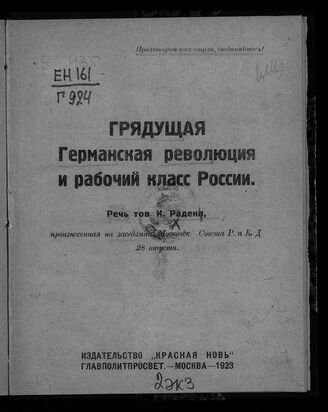 Пролетарии всех стран, соединяйтесь!
ЕН 161
Г 924
ГРЯДУЩАЯ
Германская революция
и рабочий класс России.
Речь тов К. Радека,
произнесенная на заседании Московск. Совета Р. и К. Д
28 августа.
ИЗДАТЕЛЬСТВО „КРАСНАЯ НОВЬ"
ГЛАВПОЛИТПРОСВЕТ.—МОСКВА—1923
2экз